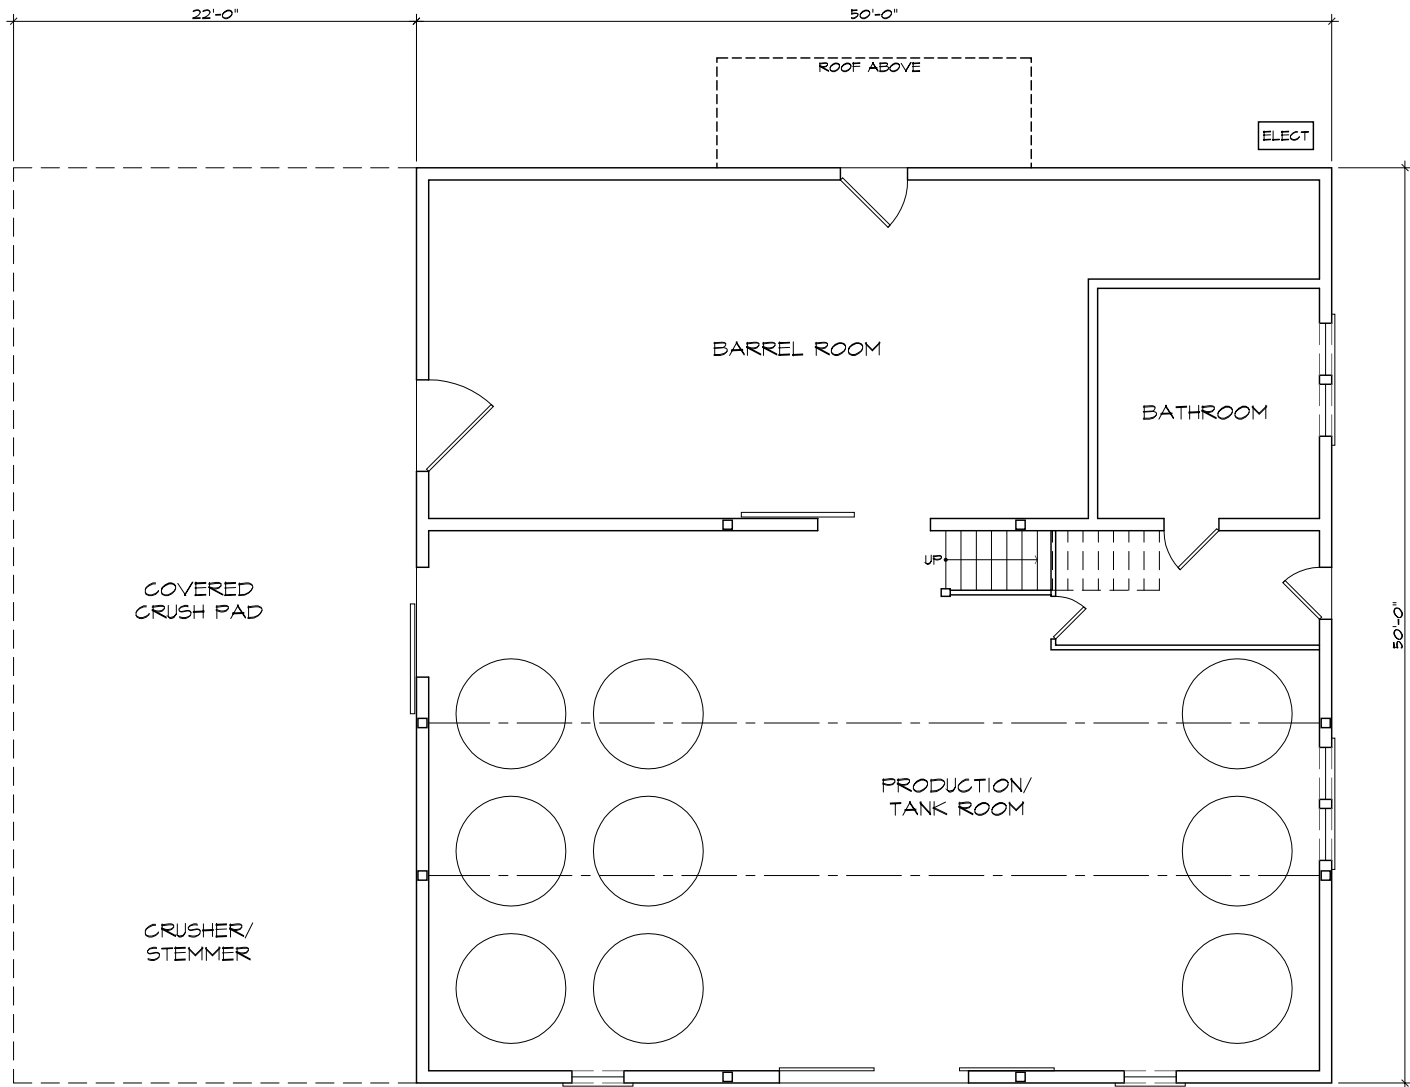 22'-0"
50'-0"
ROOF ABOVE
ELECT
BARREL ROOM
BATHROOM
UP
COVERED
CRUSH PAD
50'-0"
PRODUCTION/
TANK ROOM
CRUSHER/
STEMMER